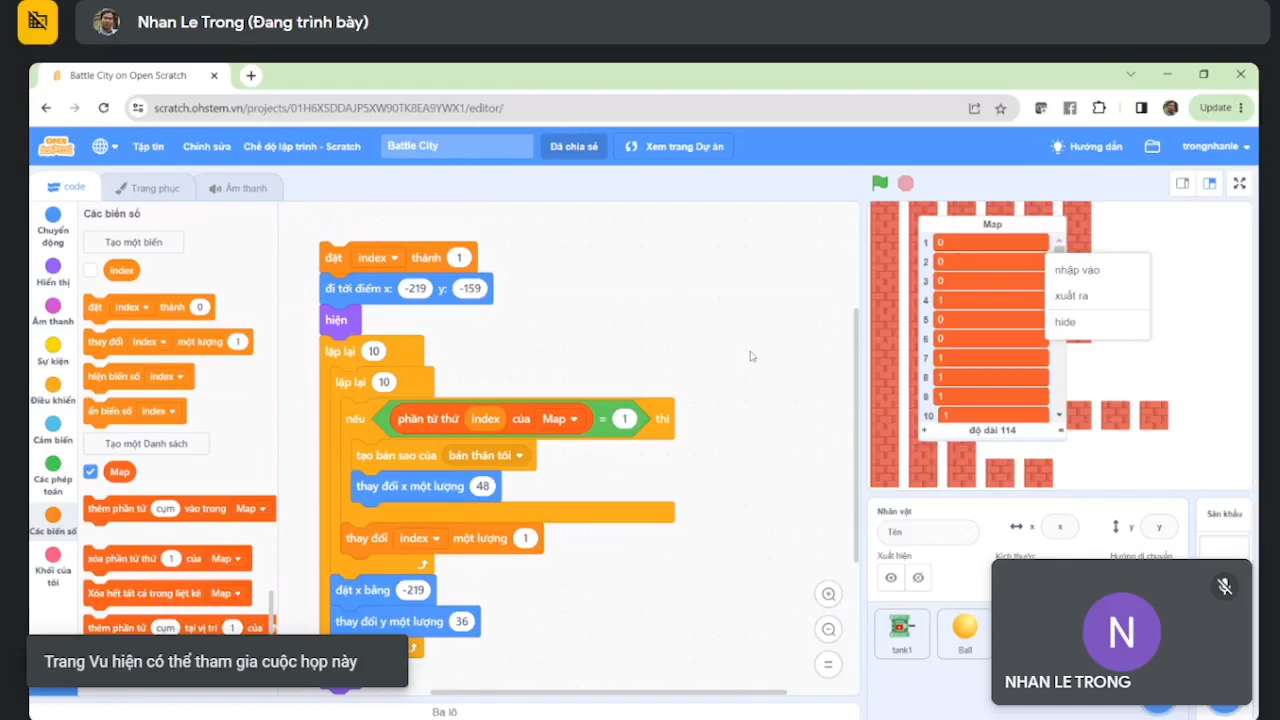 Nhan Le Trong (Đang trình bày)
Battle City on Open Scratch
scratch.ohstem.vn/projects/01H6XSDDAJP5XW90TK8EA9YWX1/editor/
Update
OPEN
Tập tin
Chỉnh sửa
Chế độ lập trình - Scratch
Battle City
Đã chia sẻ
Xem trang Dự án
Hướng dẫn
trongnhanle
code
Trang phục
Âm thanh
Chuyển động
Hiển thị
Âm thanh
Sự kiện
Điều khiển
Cảm biến
Các phép toán
Các biến số
Khối của tôi
Các biến số
Tạo một biến
index
đặt index thành 0
thay đổi index một lượng 1
hiện biến số index
ẩn biến số index
Tạo một Danh sách
Map
thêm phần tử cụm vào trong Map
xóa phần tử thứ 1 của Map
Xóa hết tất cả trong liệt kê Map
thêm phần tử cụm tại vị trí 1 của
đặt index thành 1
đi tới điểm x: -219 y: -159
hiện
lập lại 10
lập lại 10
nếu phần tử thứ index của Map = 1 thì
tạo bản sao của bản thân tôi
thay đổi x một lượng 48
thay đổi index một lượng 1
đặt x bằng -219
thay đổi y một lượng 36
Map
1 0
2 0
3 0
4 1
5 0
6 0
7 1
8 1
9 1
10 1
+ độ dài 114 =
nhập vào
xuất ra
hide
Nhân vật
Tên
x x
y y
Xuất hiện
Kích thước
Hướng di chuyển
Sân khấu
tank1
Ball
Ba lô
Trang Vu hiện có thể tham gia cuộc họp này
N
NHAN LE TRONG